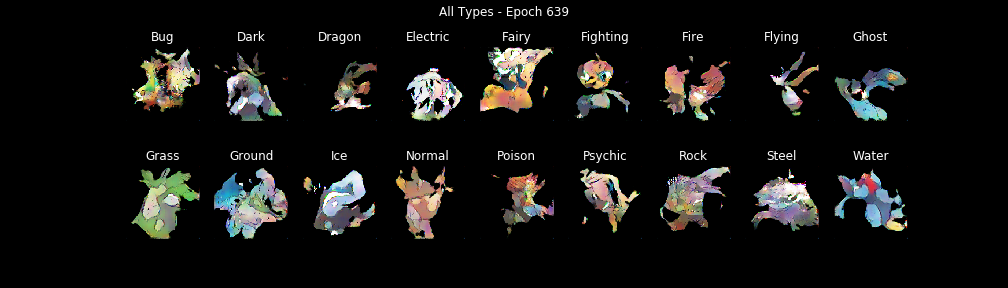 All Types - Epoch 639
Bug Dark Dragon Electric Fairy Fighting Fire Flying Ghost
Grass Ground Ice Normal Poison Psychic Rock Steel Water